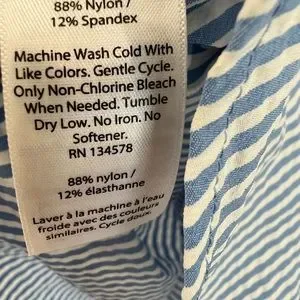 88% Nylon /
12% Spandex
Machine Wash Cold With
Like Colors. Gentle Cycle.
Only Non-Chlorine Bleach
When Needed. Tumble
Dry Low. No Iron. No
Softener.
RN 134578
88% nylon /
12% élasthanne
Laver à la machine à l'eau
froide avec des couleurs
similaires. Cycle doux.